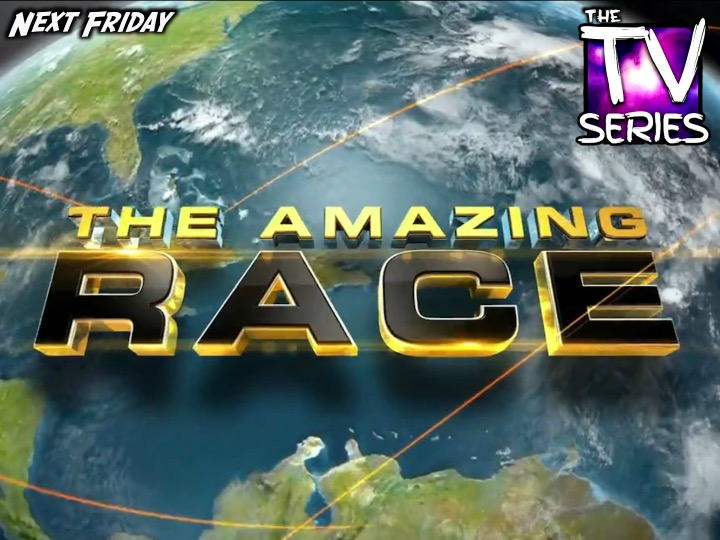 Next Friday
THE
TV
SERIES
THE AMAZING
RACE